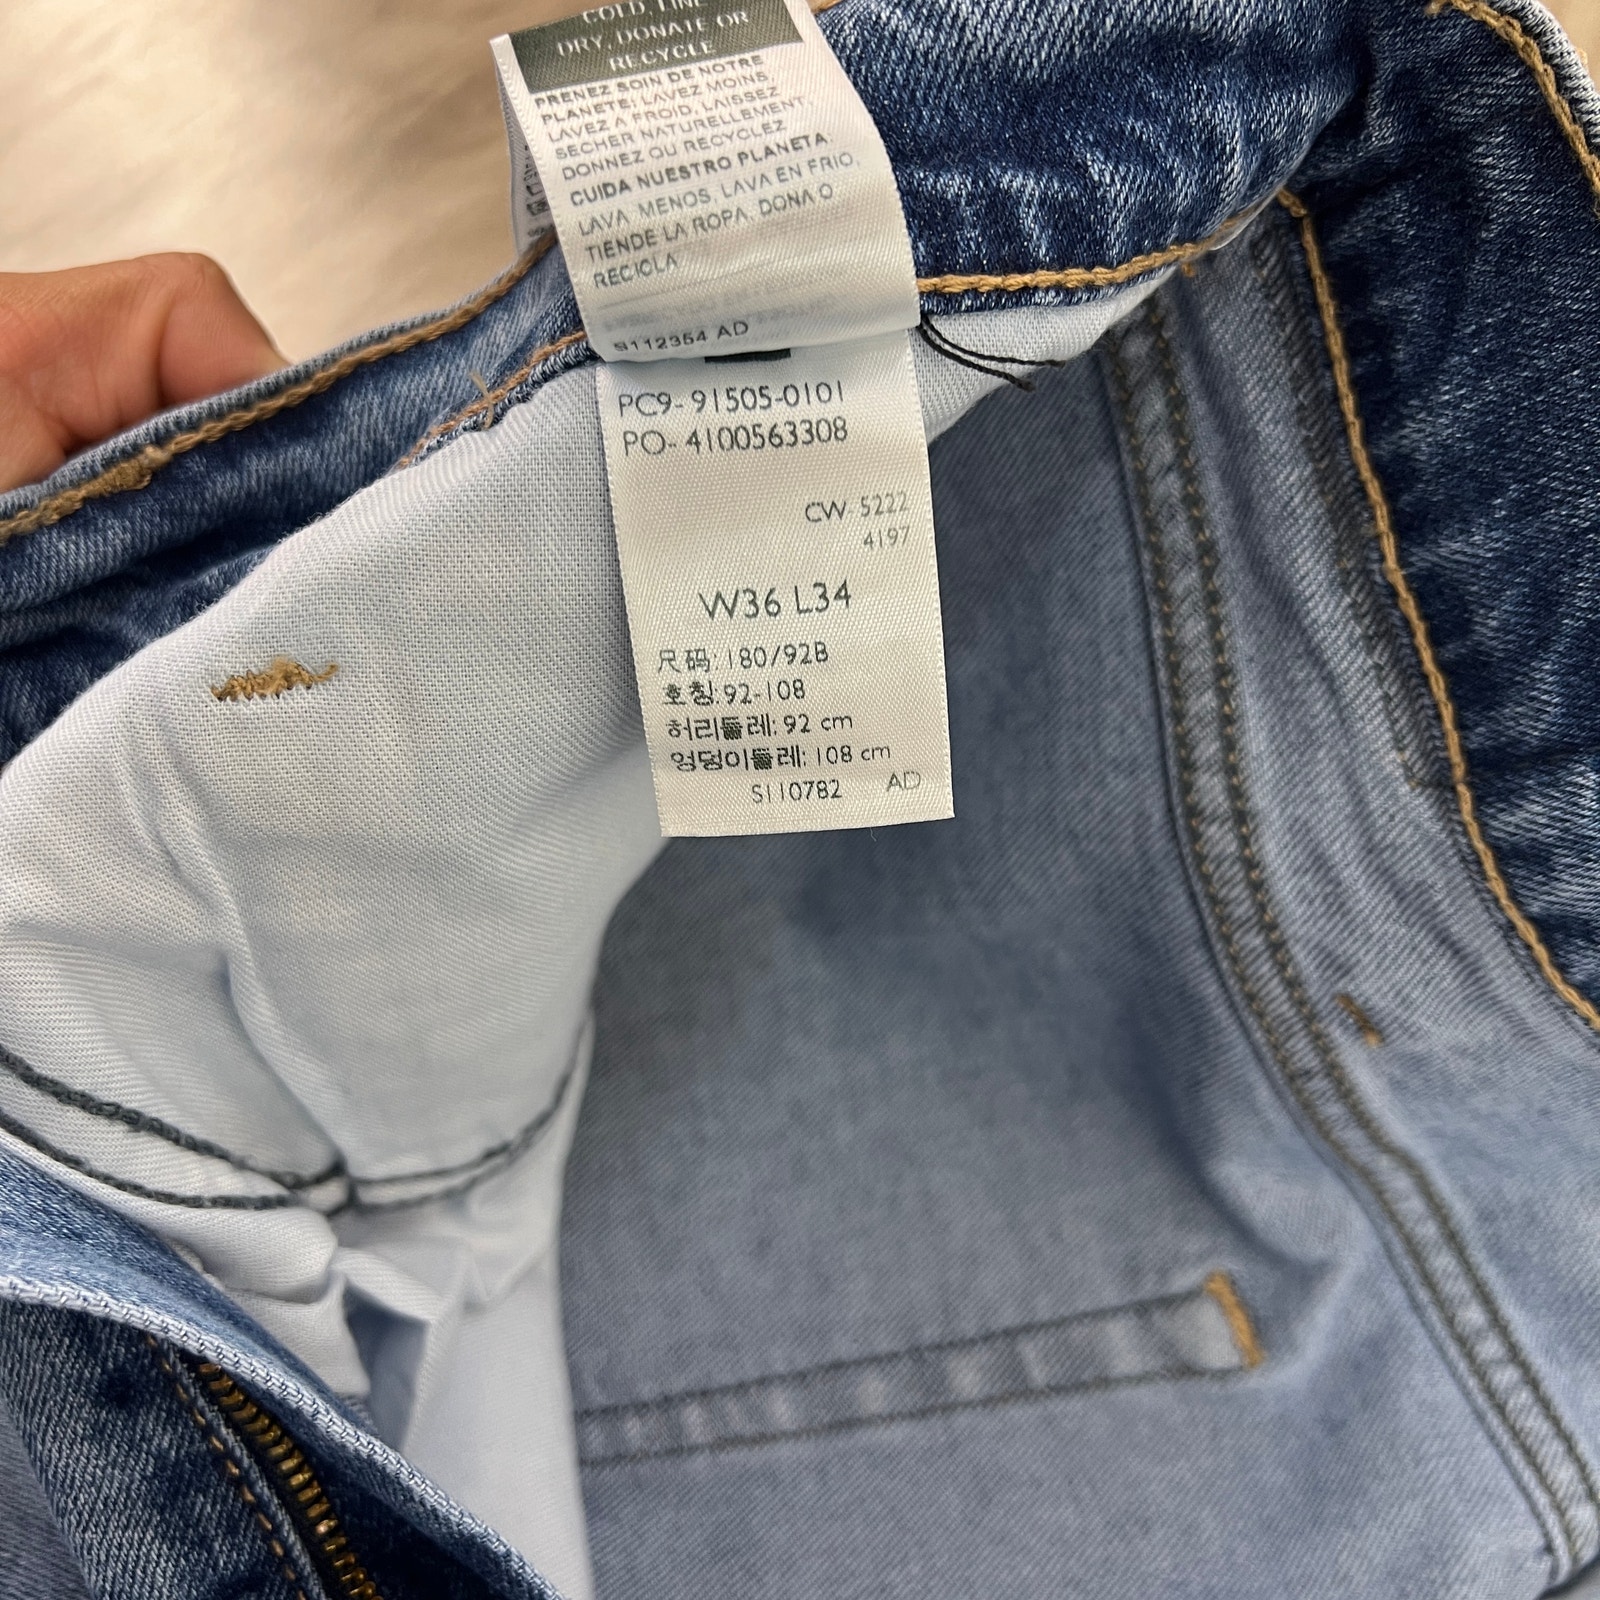 COLD, LINE
DRY, DONATE OR
RECYCLE
PRENEZ SOIN DE NOTRE
PLANETE: LAVEZ MOINS,
LAVEZ A FROID, LAISSEZ
SECHER NATURELLEMENT,
DONNEZ OU RECYCLEZ
CUIDA NUESTRO PLANETA:
LAVA MENOS, LAVA EN FRIO,
TIENDE LA ROPA, DONA O
RECICLA
S112354 AD
PC9-91505-0101
PO-4100563308
CW 5222
4197
W36 L34
尺码: 180/92B
호칭: 92-108
허리둘레: 92 cm
엉덩이둘레: 108 cm
S110782 AD